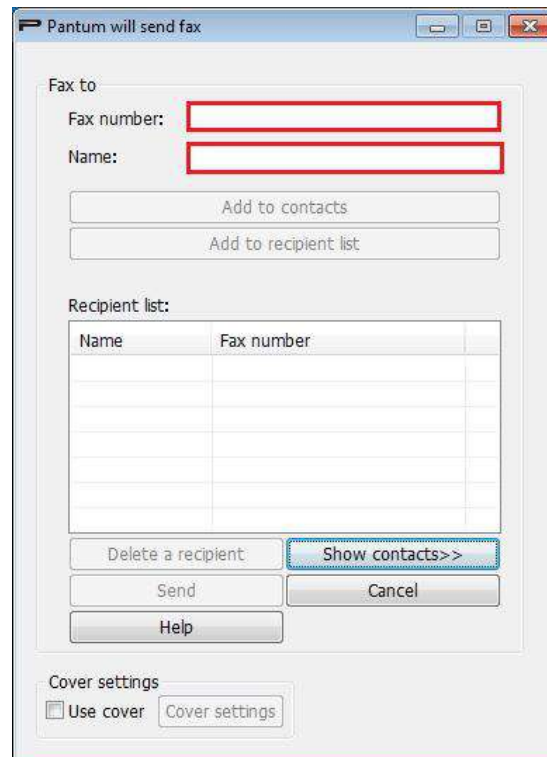 Pantum will send fax
Fax to
Fax number:
Name:
Add to contacts
Add to recipient list
Recipient list:
Name Fax number
Delete a recipient Show contacts>>
Send Cancel
Help
Cover settings
Use cover Cover settings